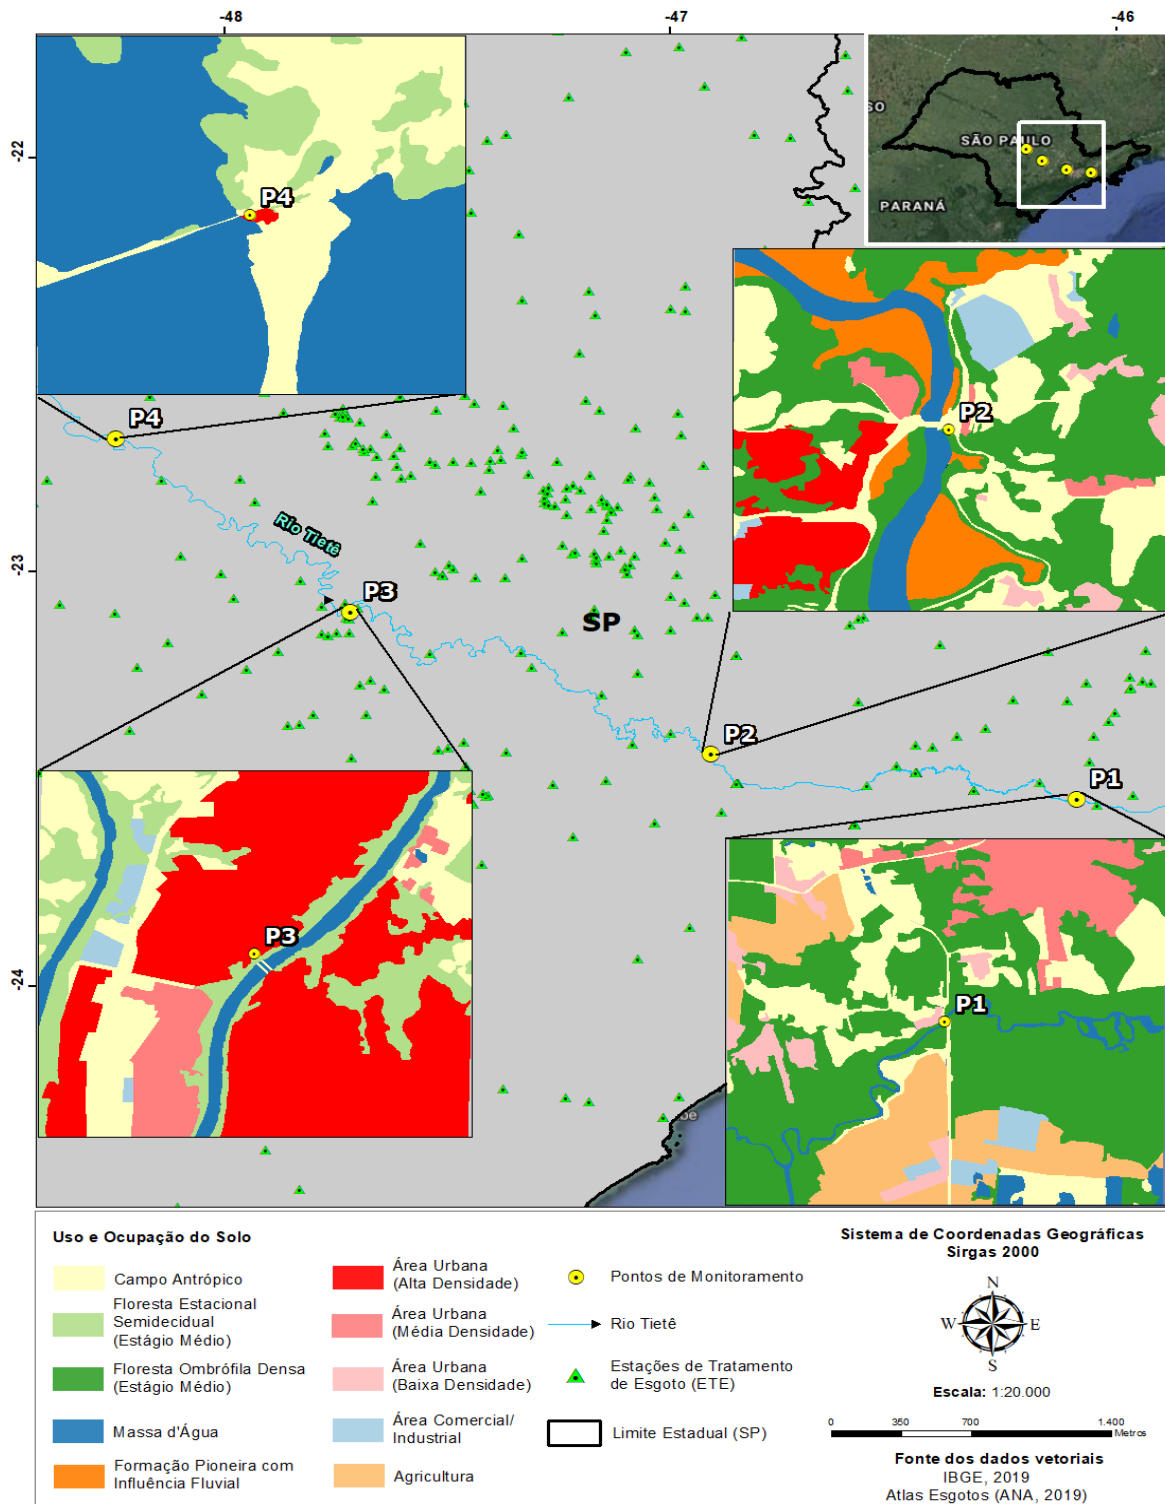 -48
-47
-46
-22
-23
-24
SO
SÃO PAULO
PARANÁ
P4
P2
P4
Rio Tietê
P3
SP
P2
P1
P3
P1
be
Uso e Ocupação do Solo
Campo Antrópico
Floresta Estacional
Semidecidual
(Estágio Médio)
Floresta Ombrófila Densa
(Estágio Médio)
Massa d'Água
Formação Pioneira com
Influência Fluvial
Área Urbana
(Alta Densidade)
Área Urbana
(Média Densidade)
Área Urbana
(Baixa Densidade)
Área Comercial/
Industrial
Agricultura
Pontos de Monitoramento
Rio Tietê
Estações de Tratamento
de Esgoto (ETE)
Limite Estadual (SP)
Sistema de Coordenadas Geográficas
Sirgas 2000
N
W
E
S
Escala: 1:20.000
0 350 700 1.400
Metros
Fonte dos dados vetoriais
IBGE, 2019
Atlas Esgotos (ANA, 2019)